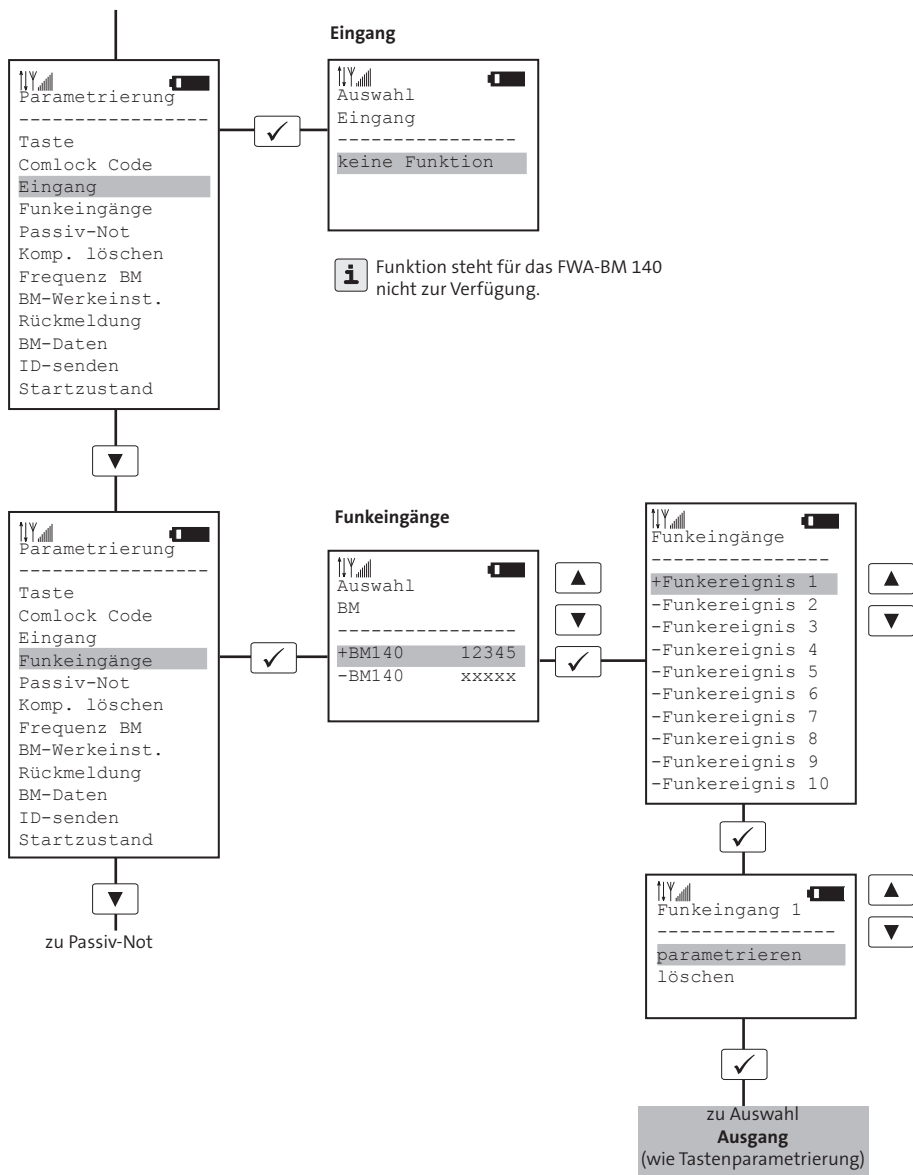 Eingang
Parametrierung
------------------
Taste
Comlock Code
Eingang
Funkeingänge
Passiv-Not
Komp. löschen
Frequenz BM
BM-Werkeinst.
Rückmeldung
BM-Daten
ID-senden
Startzustand
Auswahl
Eingang
-----------------
keine Funktion
i Funktion steht für das FWA-BM 140
nicht zur Verfügung.
Funkeingänge
Parametrierung
------------------
Taste
Comlock Code
Eingang
Funkeingänge
Passiv-Not
Komp. löschen
Frequenz BM
BM-Werkeinst.
Rückmeldung
BM-Daten
ID-senden
Startzustand
zu Passiv-Not
Auswahl
BM
-----------------
+BM140 12345
-BM140 xxxxx
Funkeingänge
-----------------
+Funkereignis 1
-Funkereignis 2
-Funkereignis 3
-Funkereignis 4
-Funkereignis 5
-Funkereignis 6
-Funkereignis 7
-Funkereignis 8
-Funkereignis 9
-Funkereignis 10
Funkeingang 1
-----------------
parametrieren
löschen
zu Auswahl
Ausgang
(wie Tastenparametrierung)